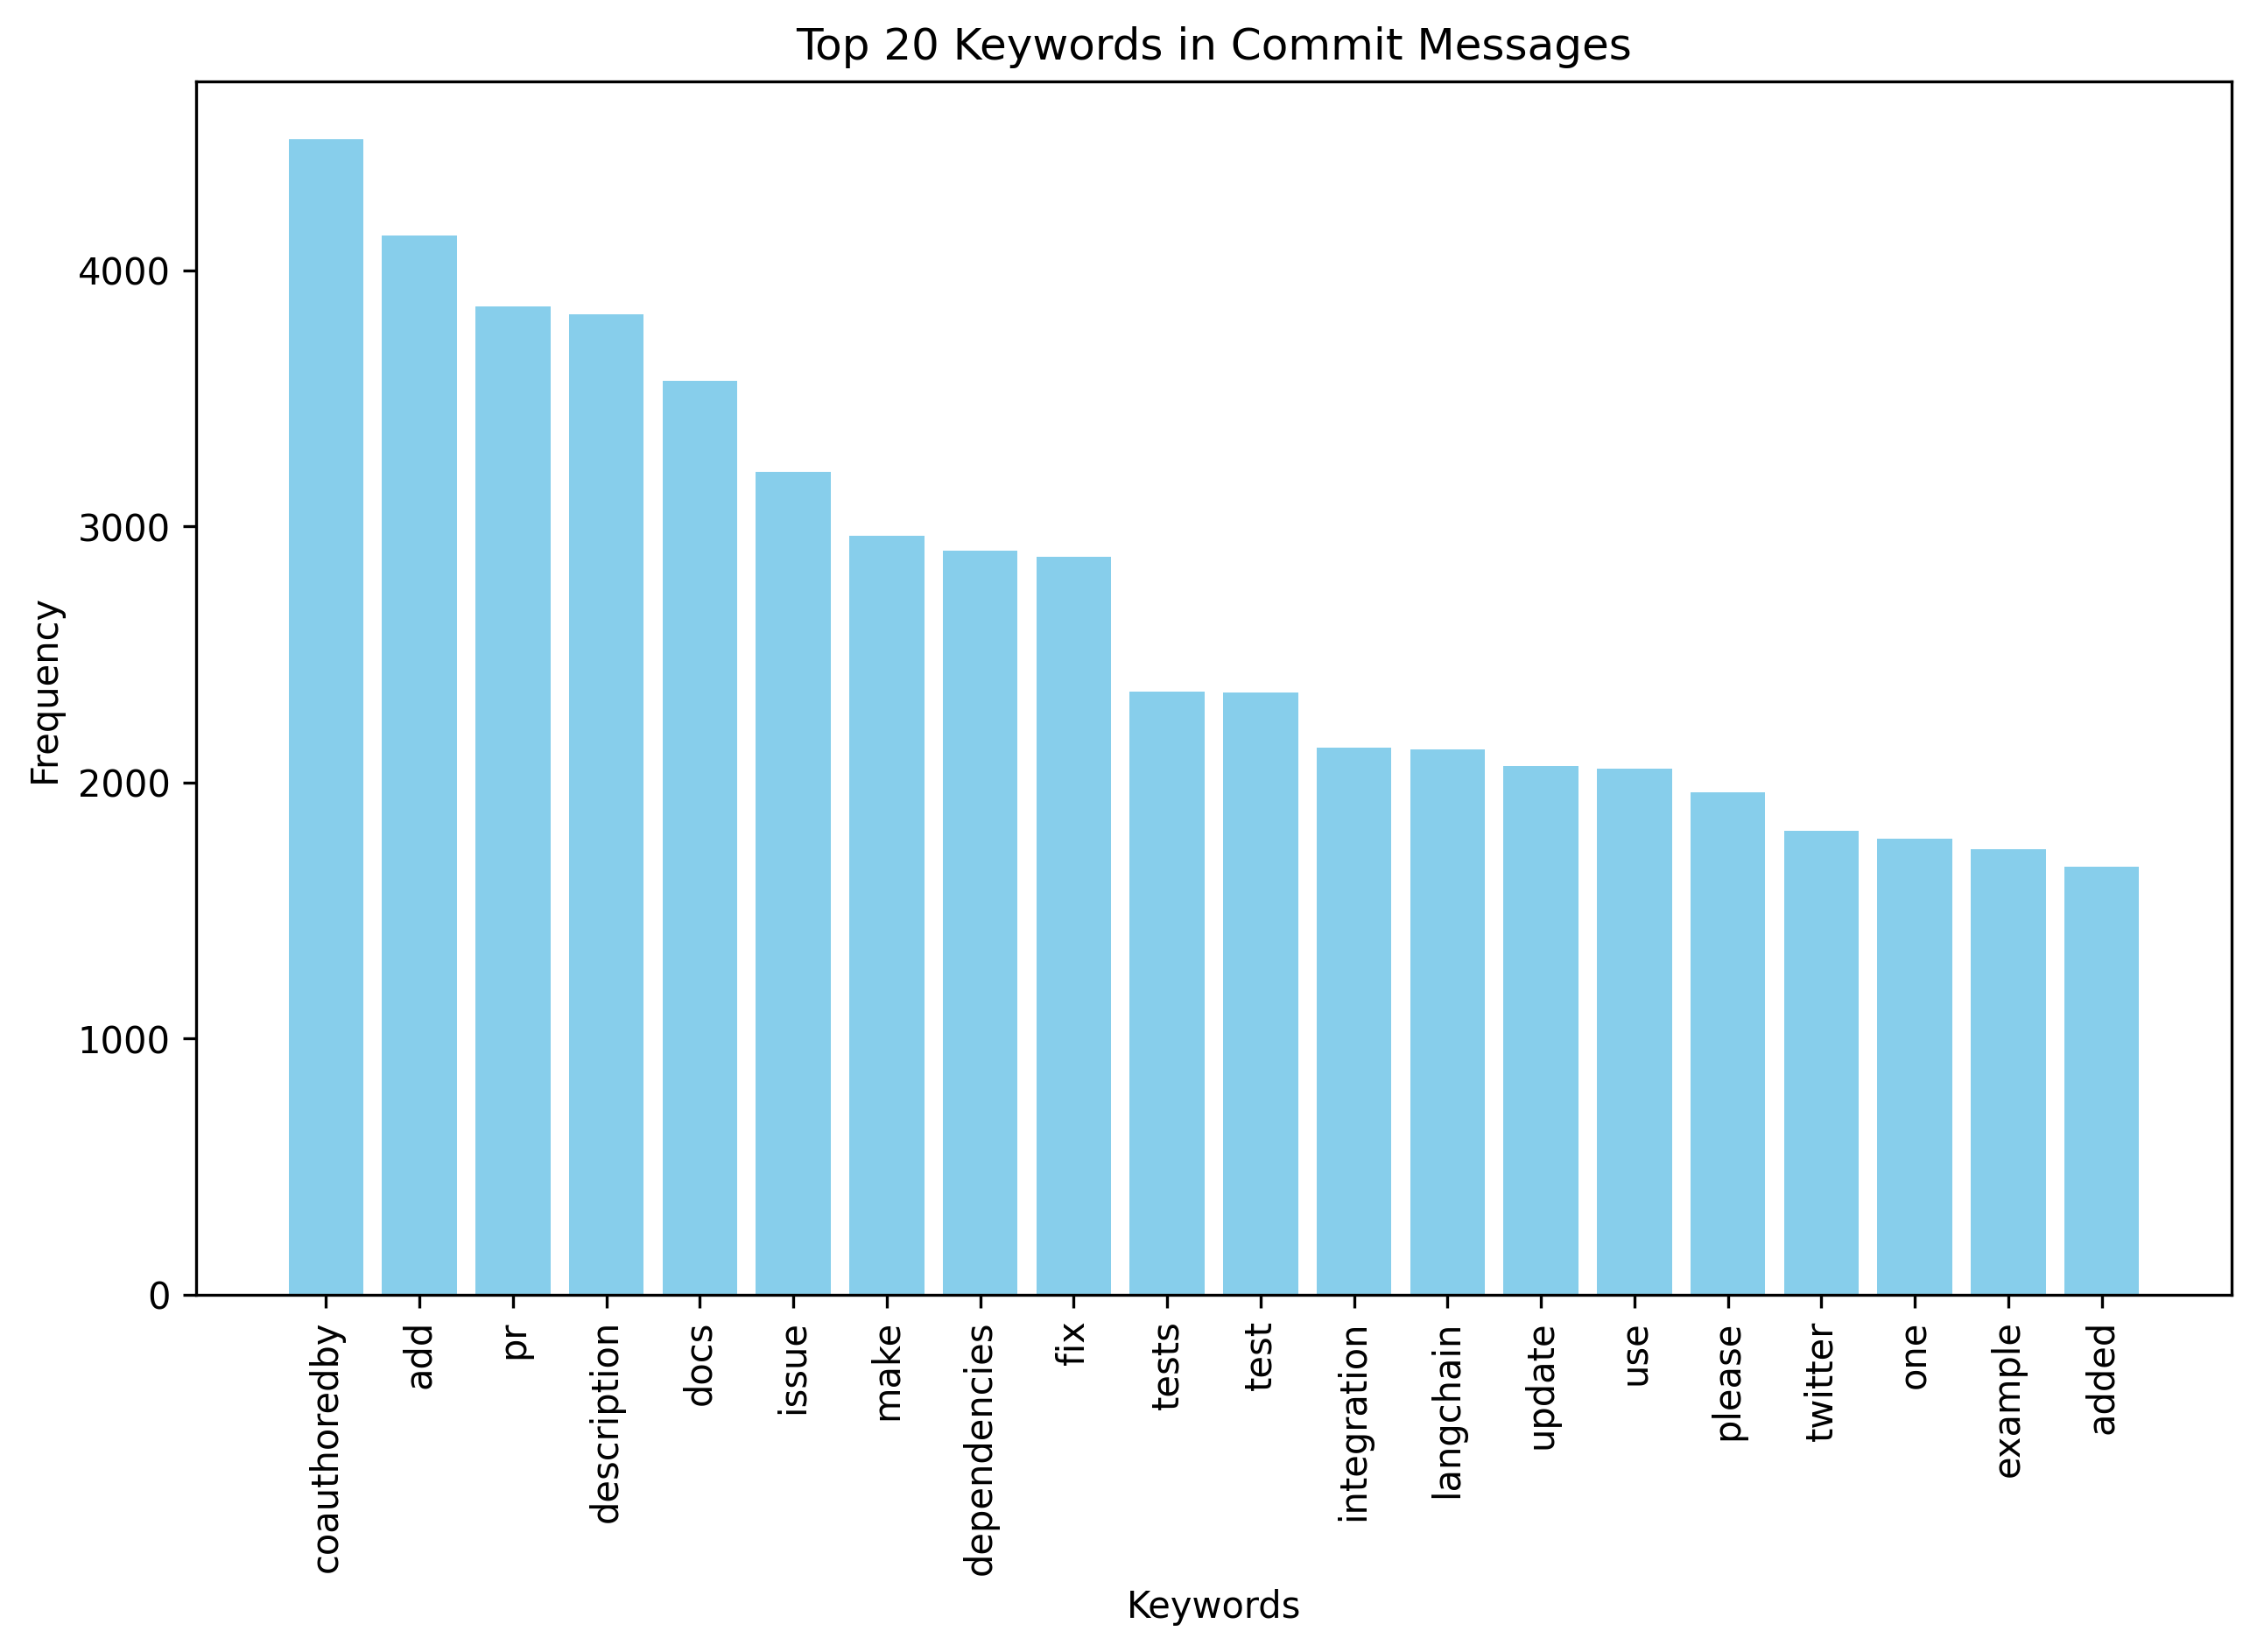 Top 20 Keywords in Commit Messages
Frequency
4000
3000
2000
1000
0
coauthoredby
add
pr
description
docs
issue
make
dependencies
fix
tests
test
integration
langchain
update
use
please
twitter
one
example
added
Keywords